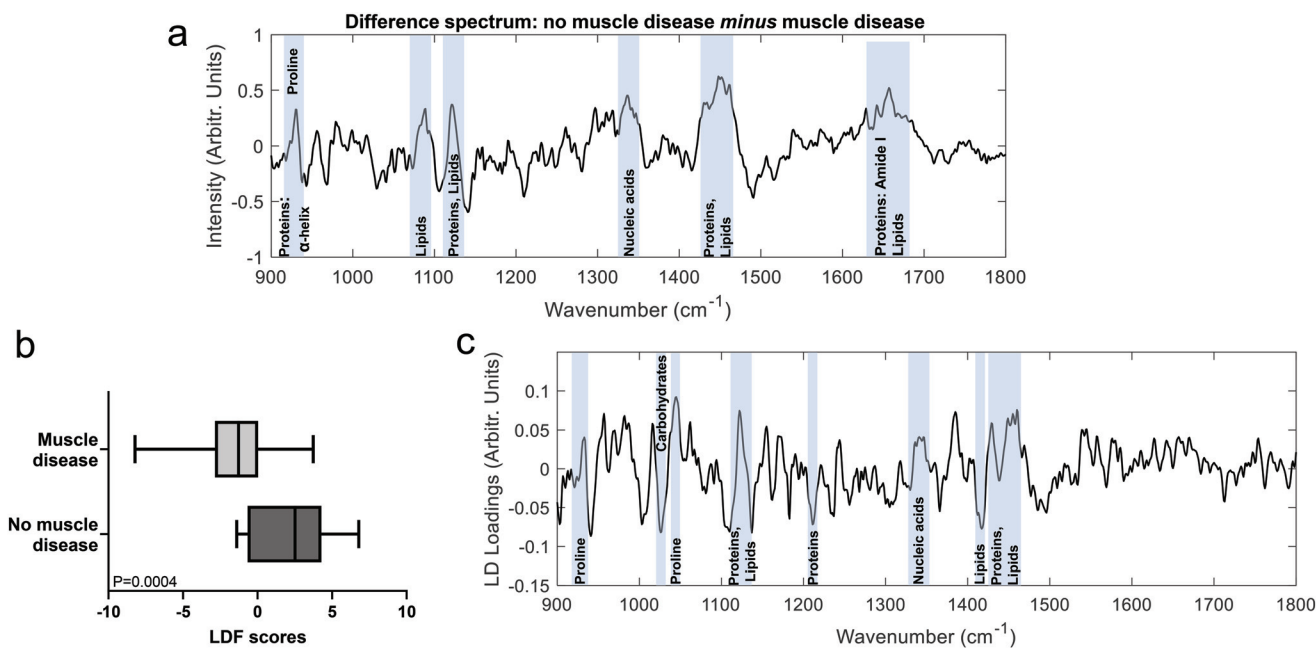 a
Difference spectrum: no muscle disease minus muscle disease
Intensity (Arbitr. Units)
1
0.5
0
-0.5
-1
Proline
Proteins:
α-helix
Lipids
Proteins, Lipids
Nucleic acids
Proteins,
Lipids
Proteins: Amide I
Lipids
900 1000 1100 1200 1300 1400 1500 1600 1700 1800
Wavenumber (cm-1)
b
Muscle
disease
No muscle
disease
P=0.0004
-10 -5 0 5 10
LDF scores
c
LD Loadings (Arbitr. Units)
0.1
0.05
0
-0.05
-0.1
-0.15
Proline
Carbohydrates
Proline
Proteins,
Lipids
Proteins
Nucleic acids
Lipids
Proteins,
Lipids
900 1000 1100 1200 1300 1400 1500 1600 1700 1800
Wavenumber (cm-1)